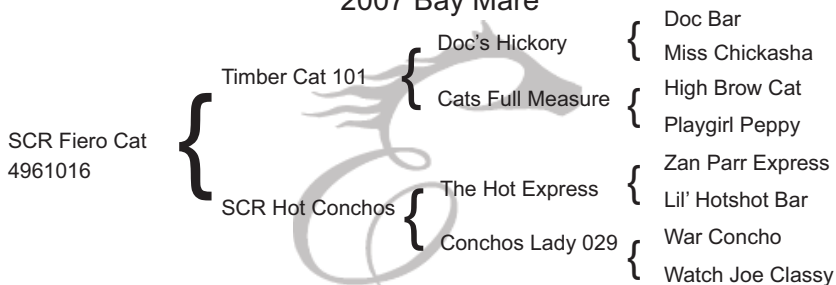 2007 Bay Mare
SCR Fiero Cat
4961016
Timber Cat 101
SCR Hot Conchos
Doc's Hickory
Cats Full Measure
The Hot Express
Conchos Lady 029
Doc Bar
Miss Chickasha
High Brow Cat
Playgirl Peppy
Zan Parr Express
Lil' Hotshot Bar
War Concho
Watch Joe Classy